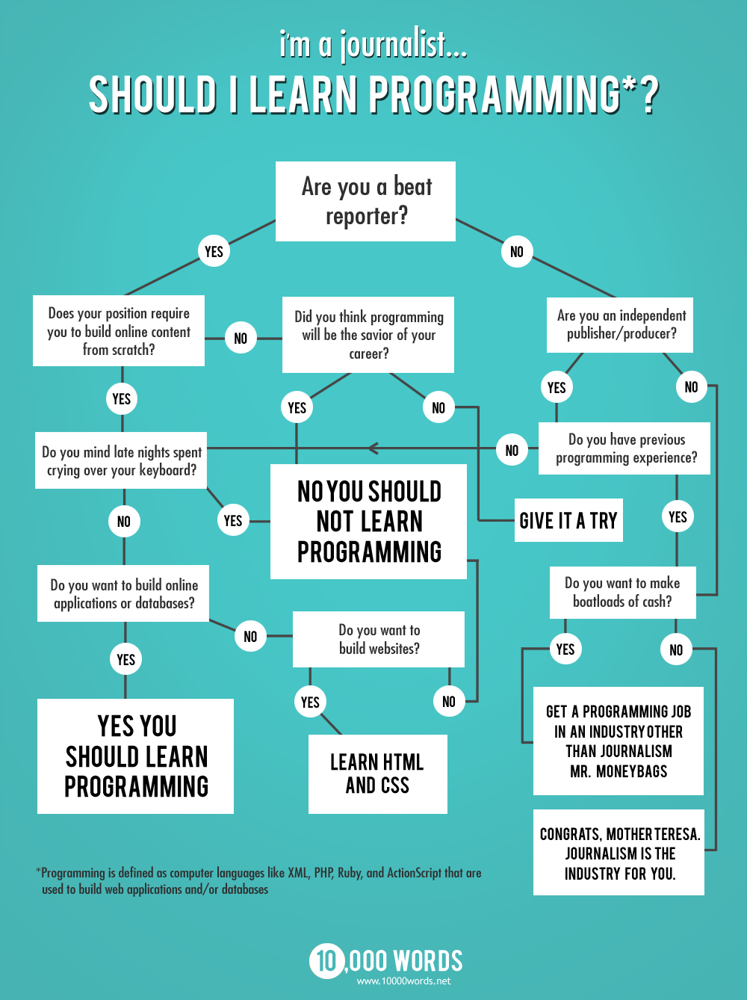 i'm a journalist...
SHOULD I LEARN PROGRAMMING*?
Are you a beat
reporter?
YES
NO
Does your position require
you to build online content
from scratch?
NO
Did you think programming
will be the savior of your
career?
Are you an independent
publisher/producer?
YES
YES
NO
YES
NO
Do you mind late nights spent
crying over your keyboard?
NO
Do you have previous
programming experience?
NO
YES
NO YOU SHOULD
NOT LEARN
PROGRAMMING
GIVE IT A TRY
YES
Do you want to build online
applications or databases?
Do you want to make
boatloads of cash?
NO
Do you want to
build websites?
YES
NO
YES
YES
NO
YES YOU
SHOULD LEARN
PROGRAMMING
LEARN HTML
AND CSS
GET A PROGRAMMING JOB
IN AN INDUSTRY OTHER
THAN JOURNALISM
MR. MONEYBAGS
CONGRATS, MOTHER TERESA.
JOURNALISM IS THE
INDUSTRY FOR YOU.
*Programming is defined as computer languages like XML, PHP, Ruby, and ActionScript that are
used to build web applications and/or databases
10,000 WORDS
www.10000words.net